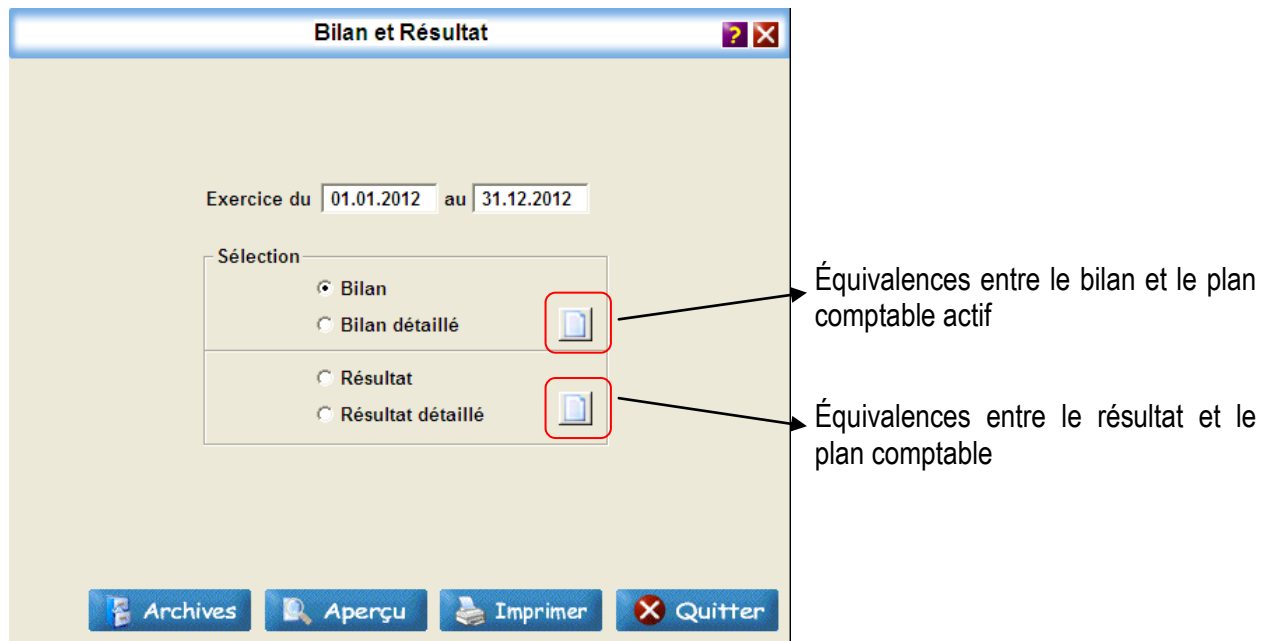 Bilan et Résultat
?
Exercice du 01.01.2012 au 31.12.2012
Sélection
Bilan
Bilan détaillé
Résultat
Résultat détaillé
Équivalences entre le bilan et le plan
comptable actif
Équivalences entre le résultat et le
plan comptable
Archives Aperçu Imprimer Quitter